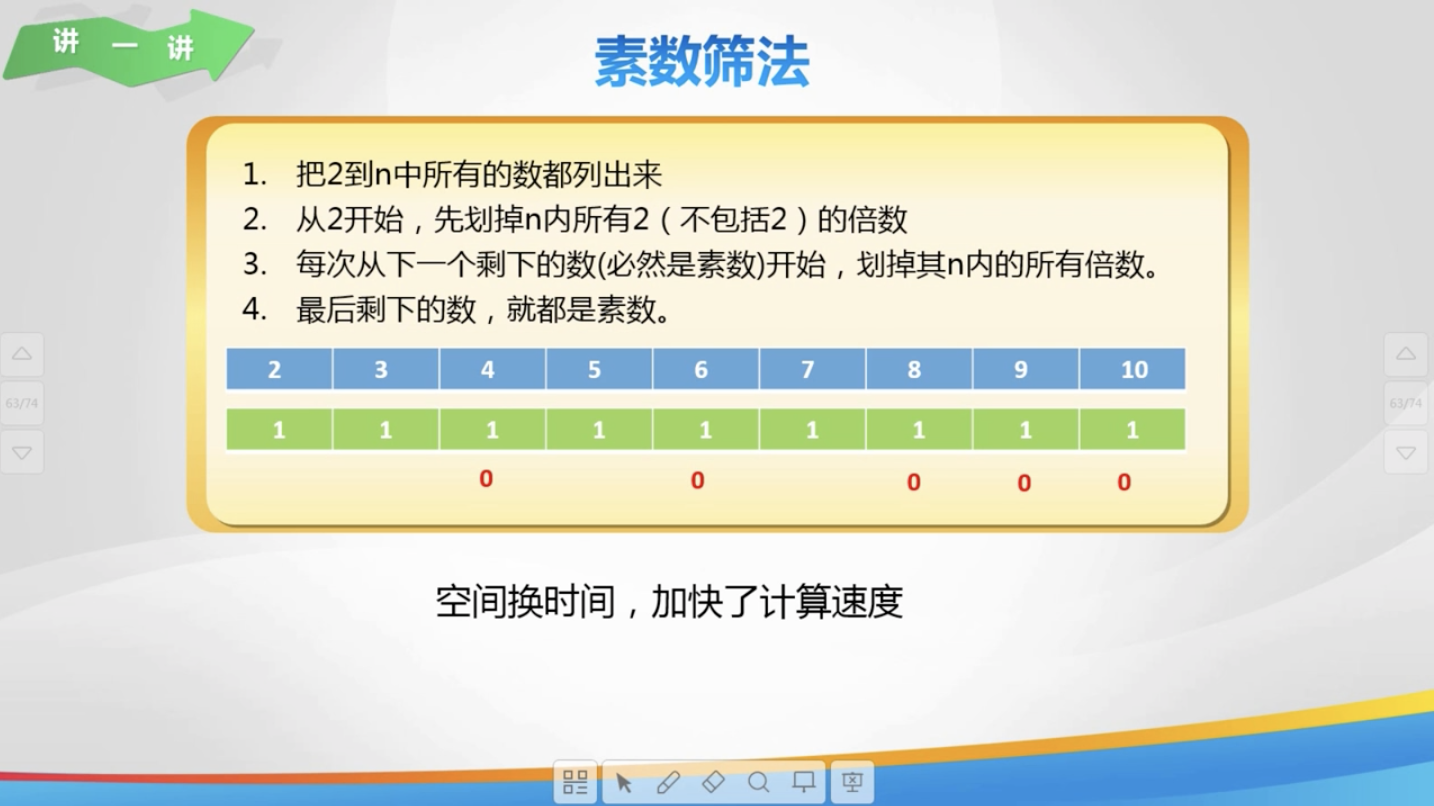 讲一讲
素数筛法
1. 把2到n中所有的数都列出来
2. 从2开始，先划掉n内所有2（不包括2）的倍数
3. 每次从下一个剩下的数(必然是素数)开始，划掉其n内的所有倍数。
4. 最后剩下的数，就都是素数。
2 3 4 5 6 7 8 9 10
1 1 1 1 1 1 1 1 1
0 0 0 0 0
63/74 63/74
空间换时间，加快了计算速度